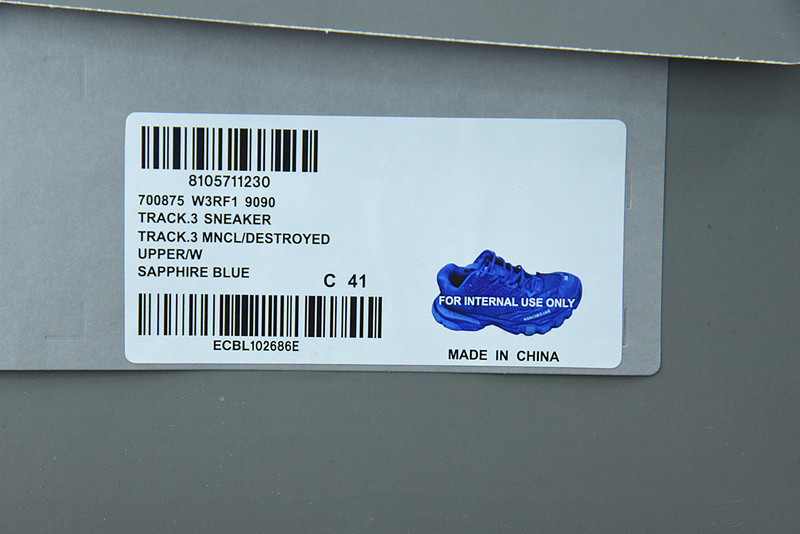 8105711230
700875 W3RF1 9090
TRACK.3 SNEAKER
TRACK.3 MNCL/DESTROYED
UPPER/W
SAPPHIRE BLUE
C 41
ECBL102686E
FOR INTERNAL USE ONLY
MADE IN CHINA